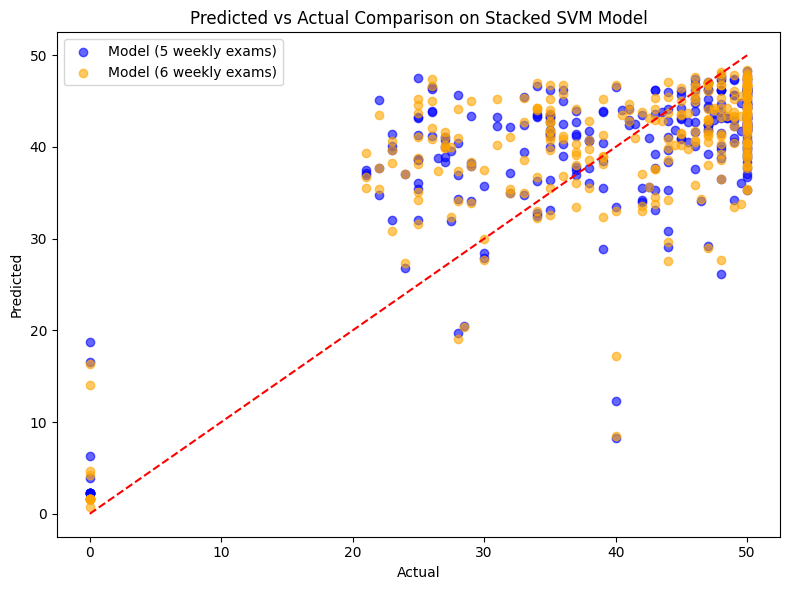 Predicted vs Actual Comparison on Stacked SVM Model
Model (5 weekly exams)
Model (6 weekly exams)
Predicted
50
40
30
20
10
0
0
10
20
30
40
50
Actual